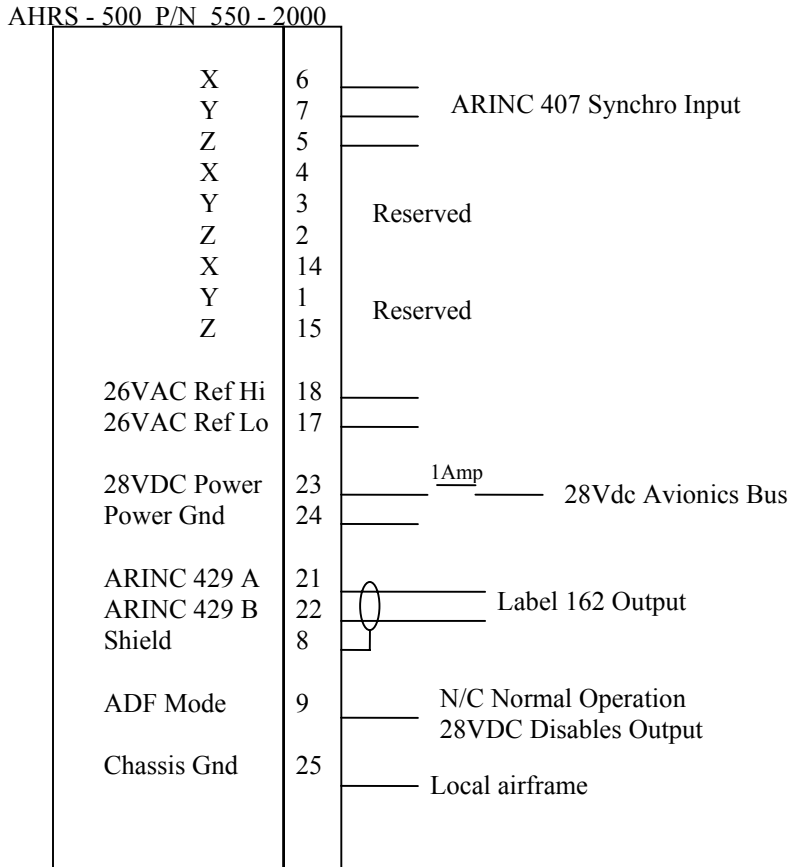 AHRS - 500 P/N 550 - 2000
X 6
Y 7 ARINC 407 Synchro Input
Z 5
X 4
Y 3 Reserved
Z 2
X 14
Y 1 Reserved
Z 15
26VAC Ref Hi 18
26VAC Ref Lo 17
1Amp
28VDC Power 23 28Vdc Avionics Bus
Power Gnd 24
ARINC 429 A 21
ARINC 429 B 22 Label 162 Output
Shield 8
ADF Mode 9 N/C Normal Operation
28VDC Disables Output
Chassis Gnd 25
Local airframe